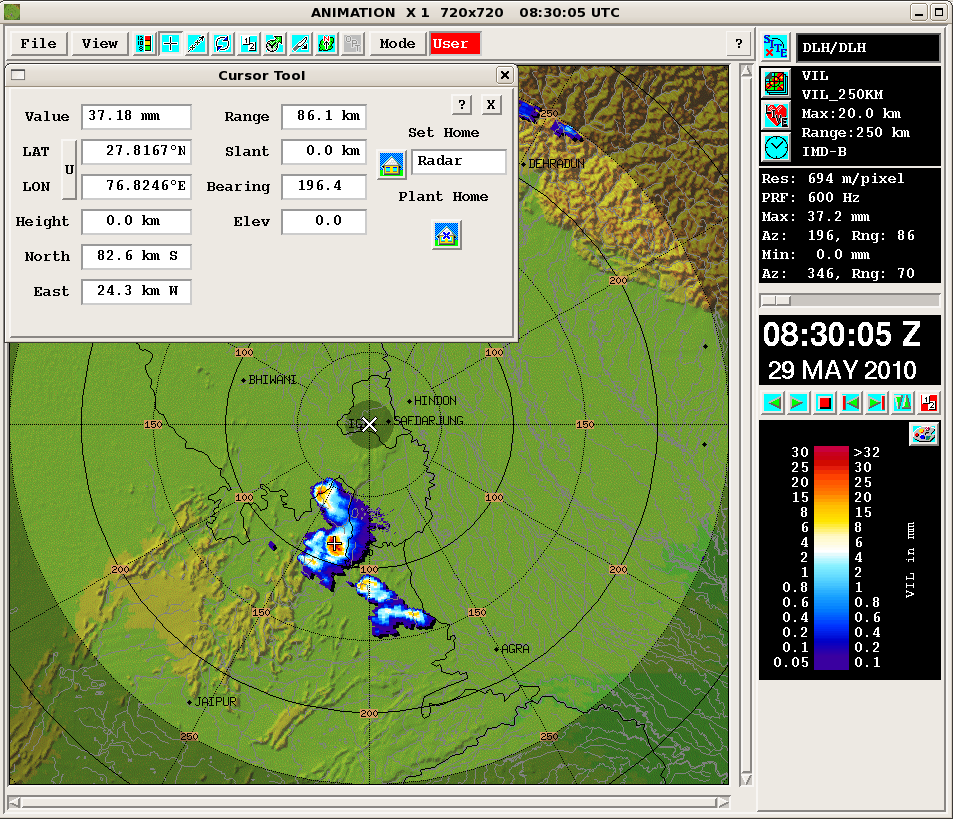 ANIMATION X 1 720x720 08:30:05 UTC
File View Mode User ?
Cursor Tool
? X
Value 37.18 mm Range 86.1 km
Set Home
LAT 27.8167°N Slant 0.0 km
Radar
U
LON 76.8246°E Bearing 196.4
Plant Home
Height 0.0 km Elev 0.0
North 82.6 km S
East 24.3 km W
250
DEHRADUN
200
100 100
BHIWANI
HINDON
SAFDARJUNG
150 150
100 100
200 100 200
150 150
AGRA
JAIPUR
200
250 250
SITE
DLH/DLH
VIL
VIL_250KM
Max:20.0 km
Range:250 km
IMD-B
Res: 694 m/pixel
PRF: 600 Hz
Max: 37.2 mm
Az: 196, Rng: 86
Min: 0.0 mm
Az: 346, Rng: 70
08:30:05 Z
29 MAY 2010
30 >32
25 30
20 25
15 20
8 15
6 8
4 6
2 4
1 2
0.8 1
0.6 0.8
0.4 0.6
0.2 0.4
0.1 0.2
0.05 0.1
VIL in mm